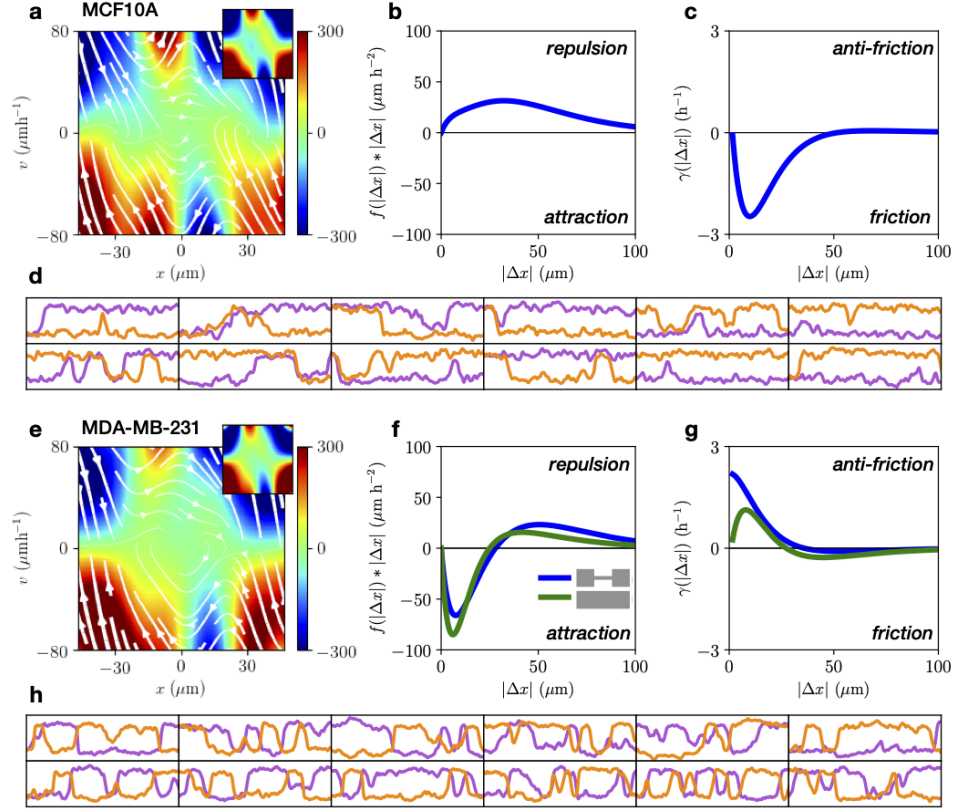 a MCF10A
80
0
−80
v (μmh⁻¹)
−30 0 30
x (μm)
300
0
−300
b
100
50
0
−50
−100
f(|Δx|) * |Δx| (μm h⁻²)
repulsion
attraction
0 50 100
|Δx| (μm)
c
3
0
−3
γ(|Δx|) (h⁻¹)
anti-friction
friction
0 50 100
|Δx| (μm)
d
e MDA-MB-231
80
0
−80
v (μmh⁻¹)
−30 0 30
x (μm)
300
0
−300
f
100
50
0
−50
−100
f(|Δx|) * |Δx| (μm h⁻²)
repulsion
attraction
0 50 100
|Δx| (μm)
g
3
0
−3
γ(|Δx|) (h⁻¹)
anti-friction
friction
0 50 100
|Δx| (μm)
h